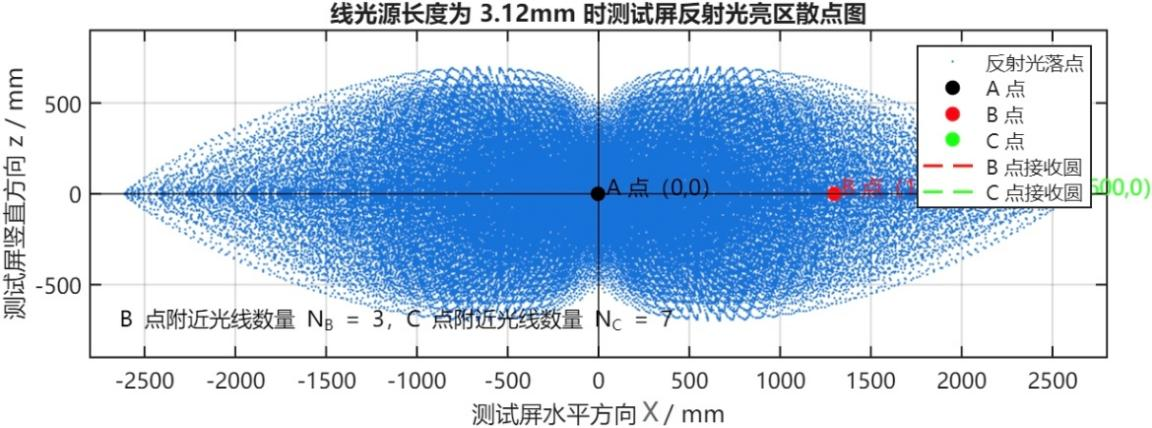 线光源长度为 3.12mm 时测试屏反射光亮区散点图
反射光落点
A 点
B 点
C 点
B 点接收圆
C 点接收圆
测试屏竖直方向 z / mm
500
0
-500
A 点 (0,0)
B 点 (1
600,0)
B 点附近光线数量 N_B = 3, C 点附近光线数量 N_C = 7
-2500 -2000 -1500 -1000 -500 0 500 1000 1500 2000 2500
测试屏水平方向 X / mm